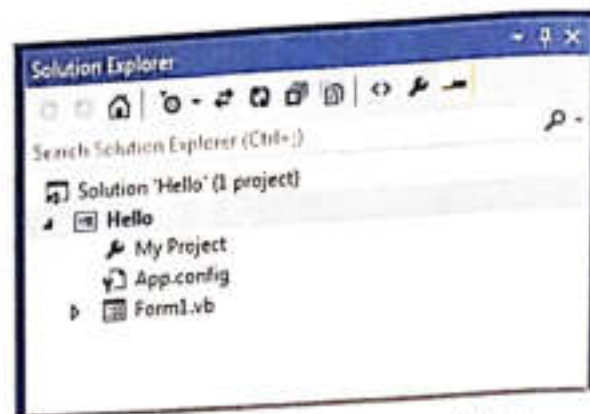 Solution Explorer
Search Solution Explorer (Ctrl+;)
Solution 'Hello' (1 project)
Hello
My Project
App.config
Form1.vb